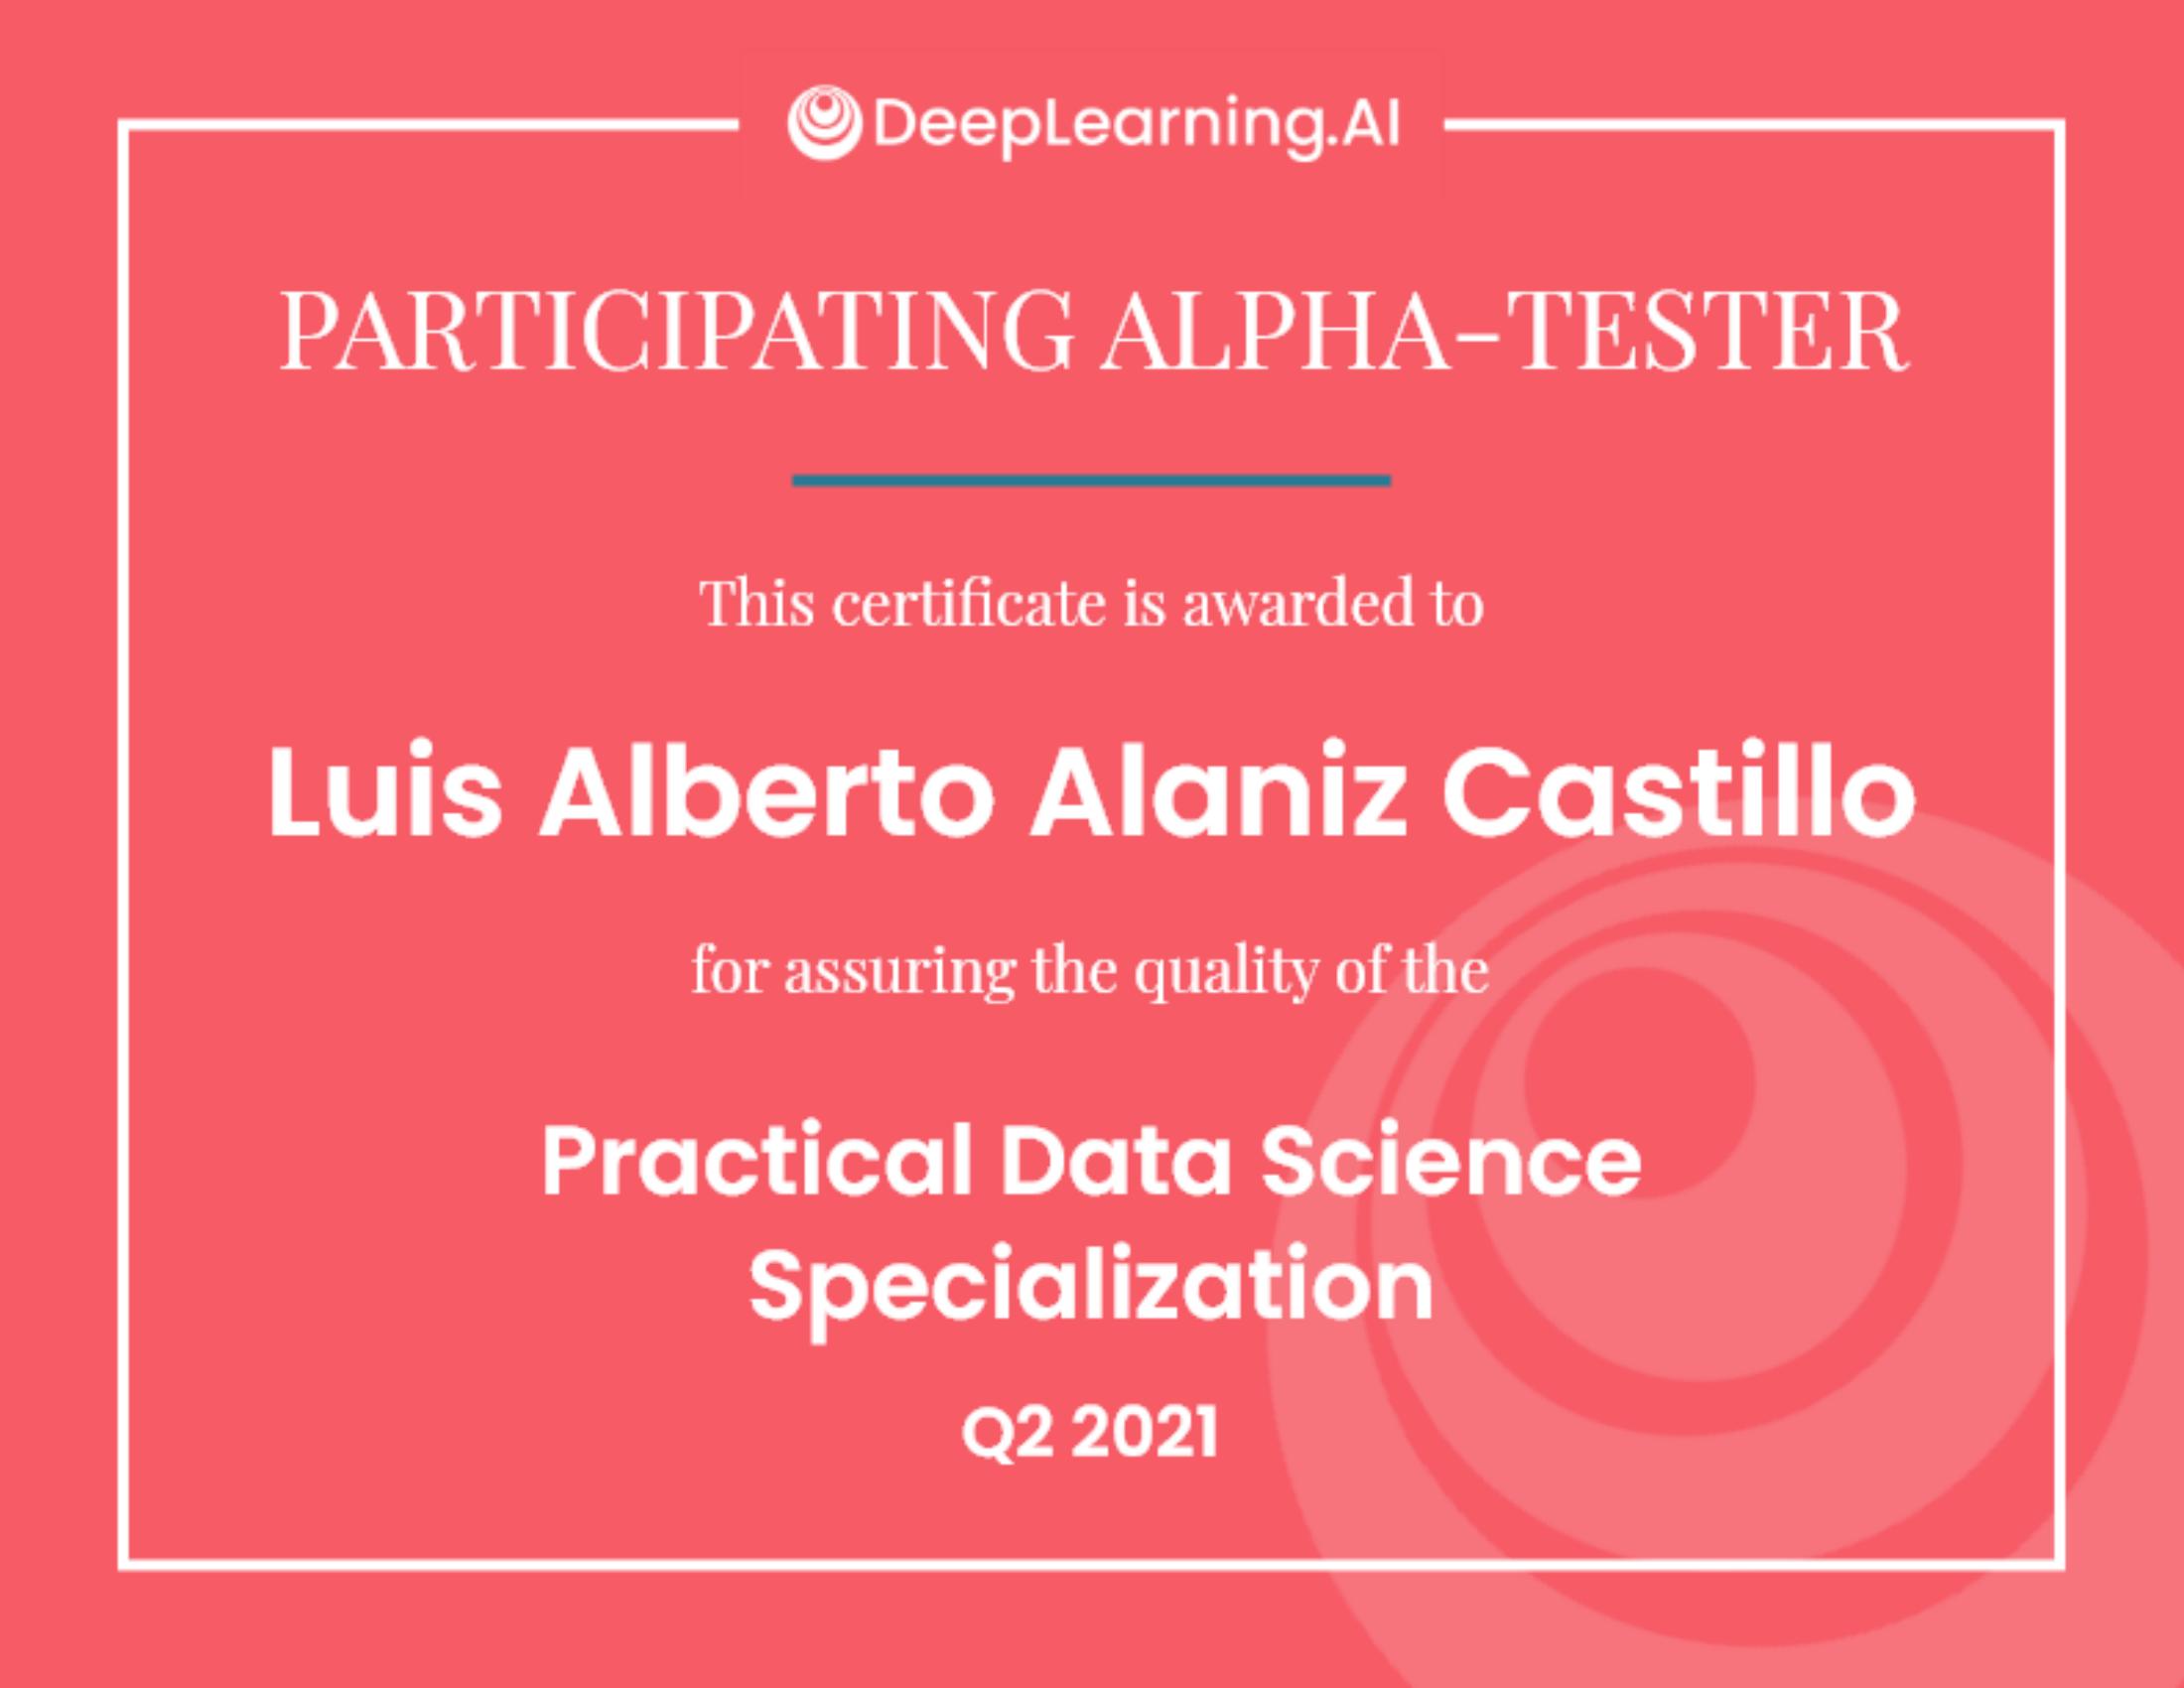 DeepLearning.AI
PARTICIPATING ALPHA-TESTER
This certificate is awarded to
Luis Alberto Alaniz Castillo
for assuring the quality of the
Practical Data Science
Specialization
Q2 2021